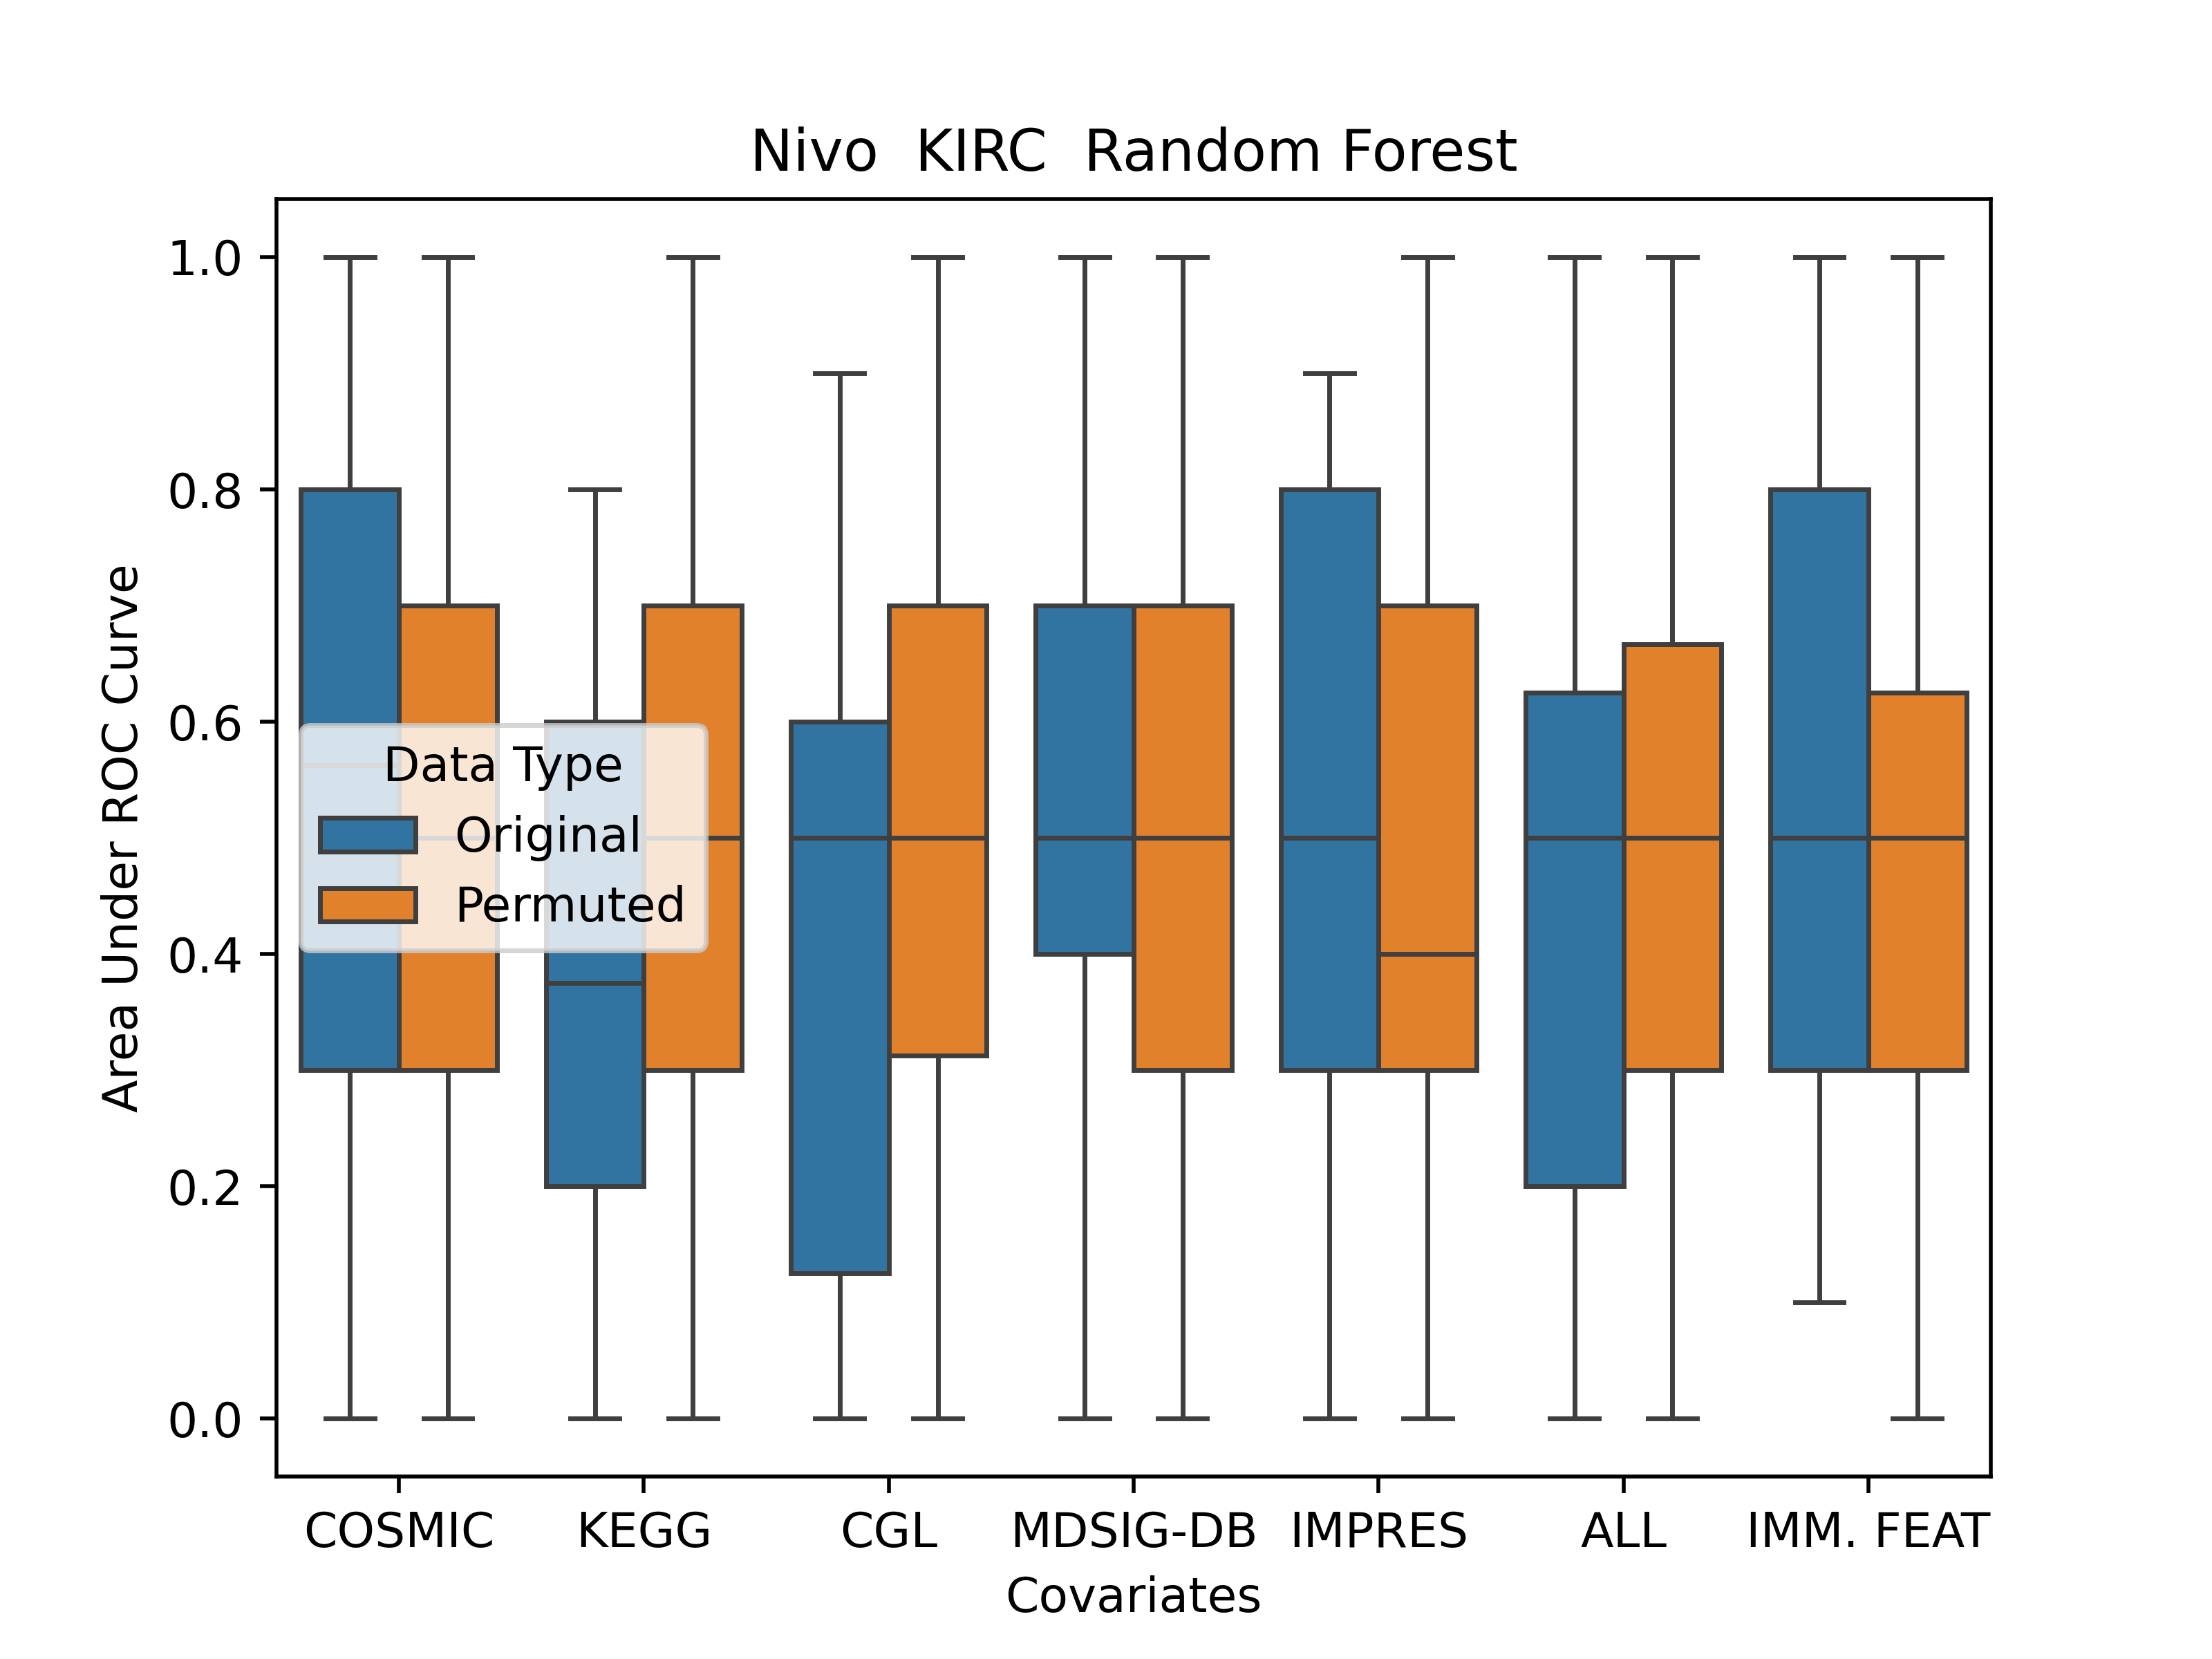 Nivo  KIRC  Random Forest
Area Under ROC Curve
1.0
0.8
0.6
0.4
0.2
0.0
Data Type
Original
Permuted
COSMIC KEGG CGL MDSIG-DB IMPRES ALL IMM. FEAT
Covariates